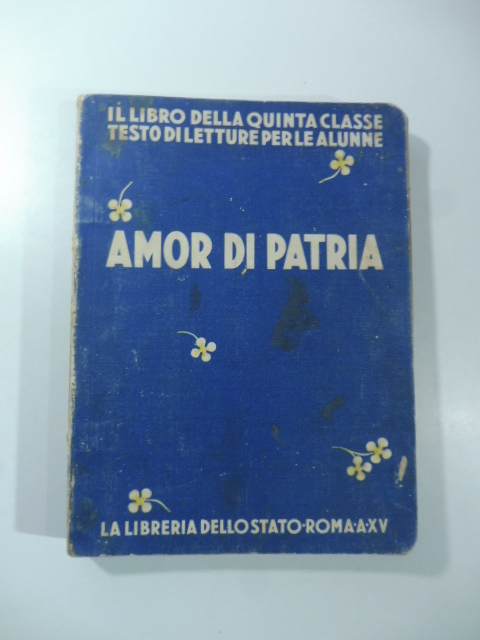 IL LIBRO DELLA QUINTA CLASSE
TESTO DI LETTURE PER LE ALUNNE
AMOR DI PATRIA
LA LIBRERIA DELLO STATO·ROMA·A·XV